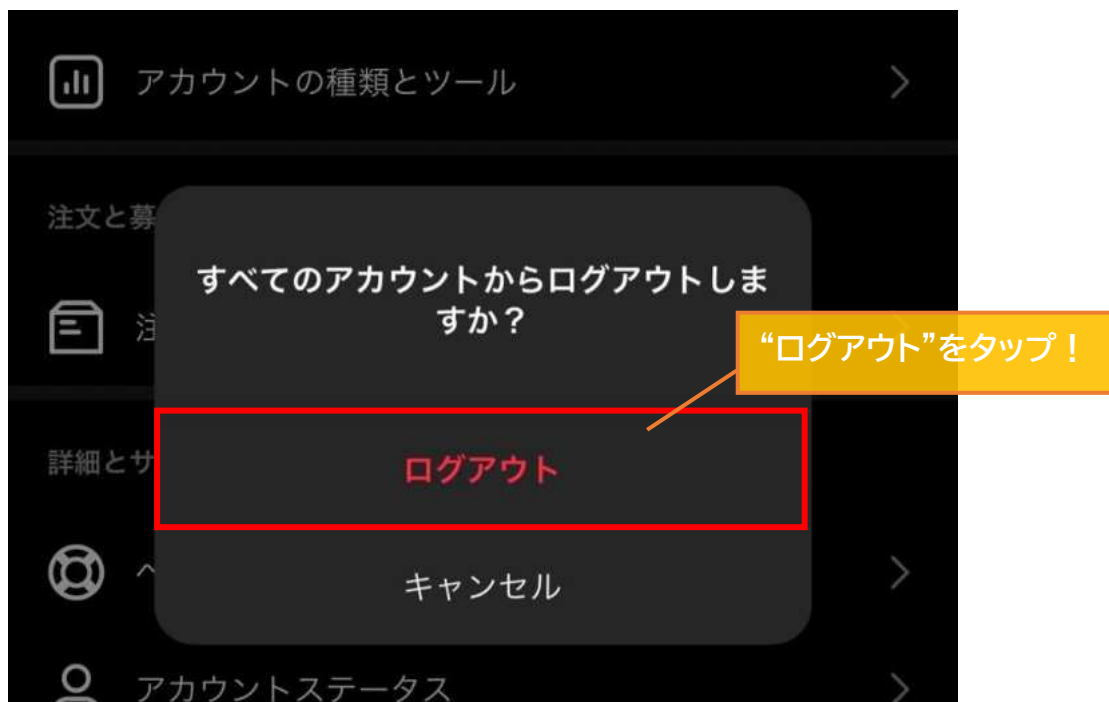 アカウントの種類とツール
注文と募
すべてのアカウントからログアウトしま
すか？
注
“ログアウト”をタップ！
詳細とサ
ログアウト
ヘ
キャンセル
アカウントステータス